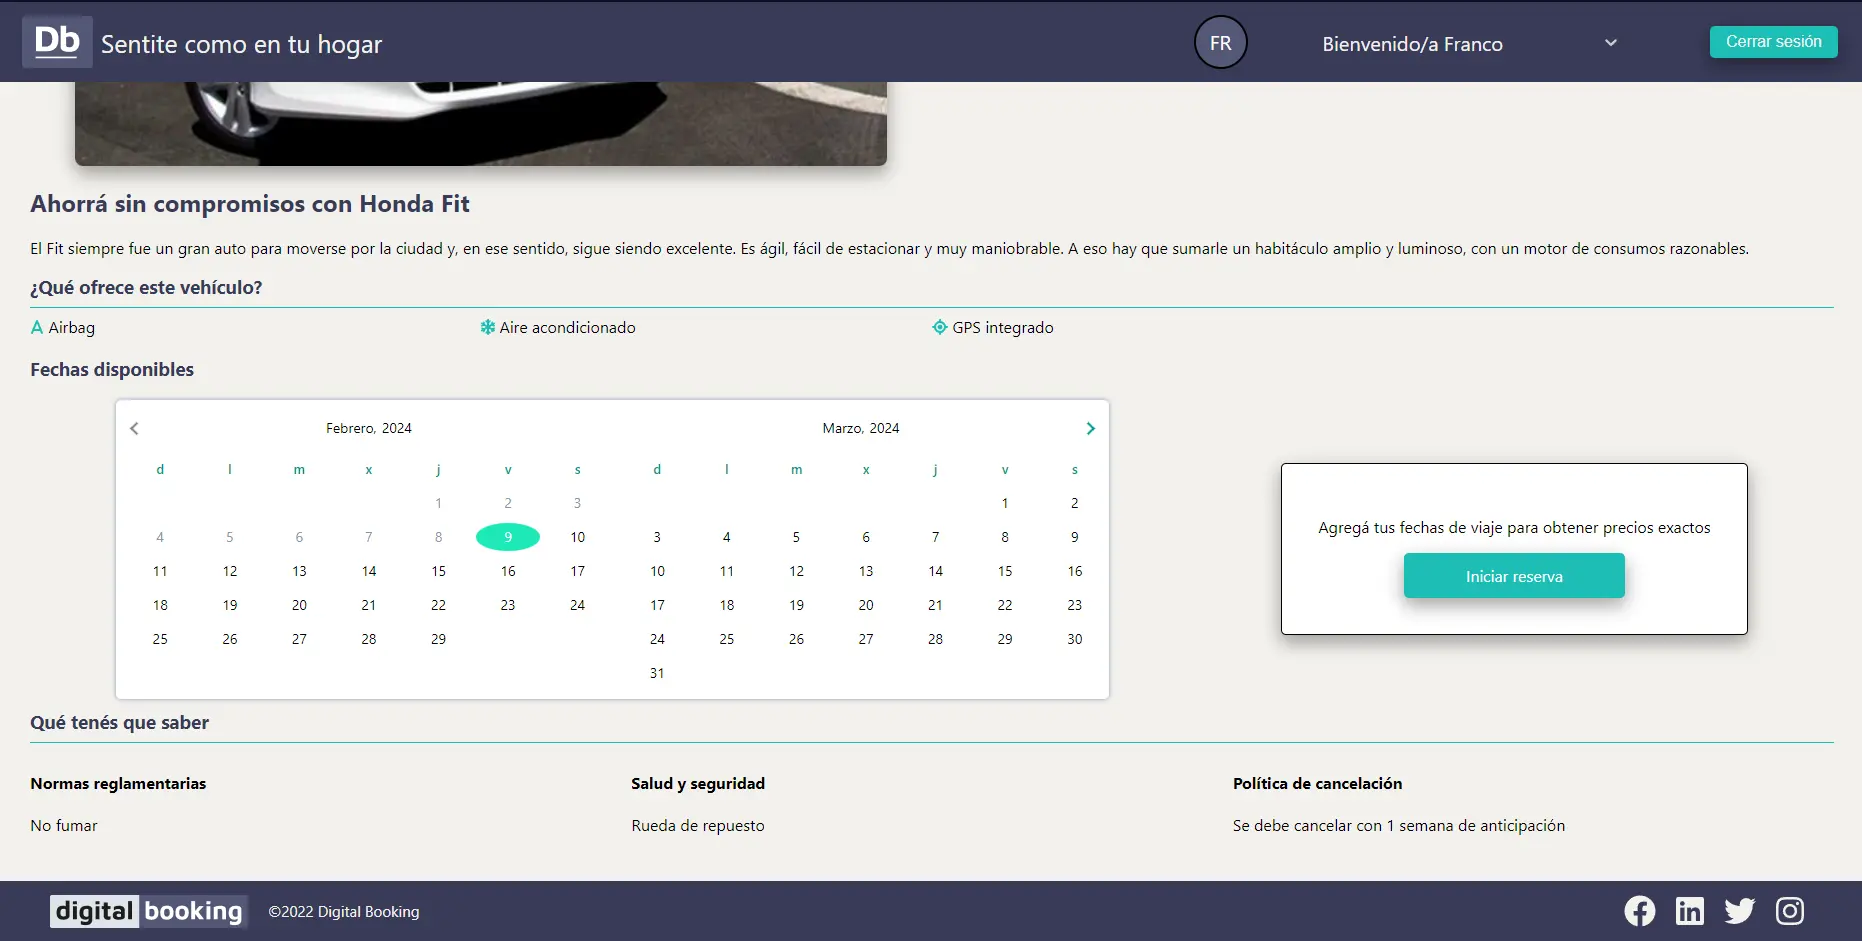 Db Sentite como en tu hogar FR Bienvenido/a Franco Cerrar sesión
Ahorrá sin compromisos con Honda Fit
El Fit siempre fue un gran auto para moverse por la ciudad y, en ese sentido, sigue siendo excelente. Es ágil, fácil de estacionar y muy maniobrable. A eso hay que sumarle un habitáculo amplio y luminoso, con un motor de consumos razonables.
¿Qué ofrece este vehículo?
Airbag Aire acondicionado GPS integrado
Fechas disponibles
Febrero, 2024
d l m x j v s
1 2 3
4 5 6 7 8 9 10
11 12 13 14 15 16 17
18 19 20 21 22 23 24
25 26 27 28 29
Marzo, 2024
d l m x j v s
1 2
3 4 5 6 7 8 9
10 11 12 13 14 15 16
17 18 19 20 21 22 23
24 25 26 27 28 29 30
31
Agregá tus fechas de viaje para obtener precios exactos
Iniciar reserva
Qué tenés que saber
Normas reglamentarias
No fumar
Salud y seguridad
Rueda de repuesto
Política de cancelación
Se debe cancelar con 1 semana de anticipación
digital booking ©2022 Digital Booking